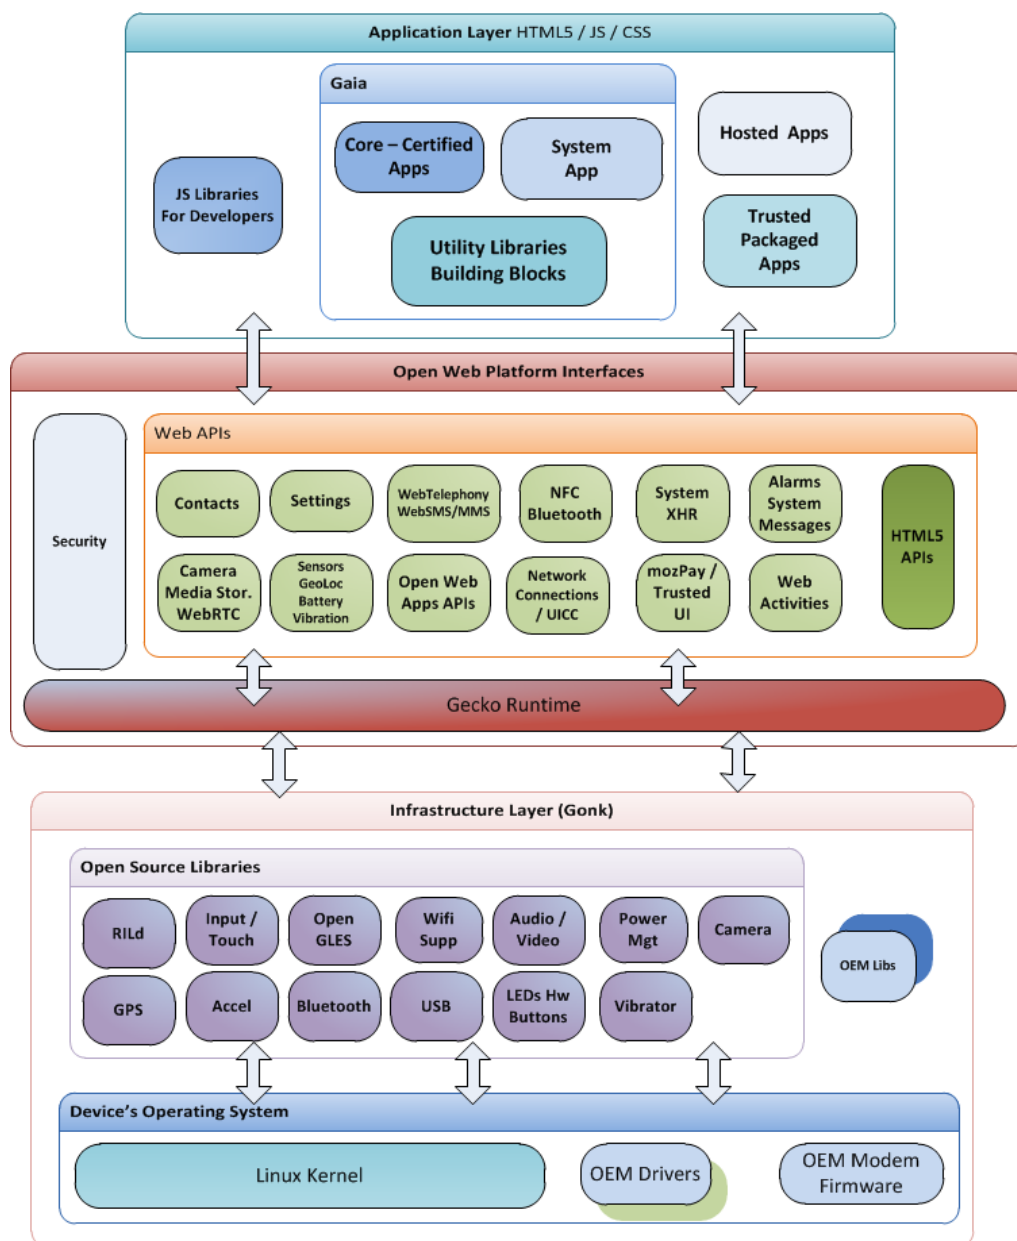 Application Layer HTML5 / JS / CSS
Gaia
Core – Certified
Apps
System
App
Hosted Apps
JS Libraries
For Developers
Utility Libraries
Building Blocks
Trusted
Packaged
Apps
Open Web Platform Interfaces
Security
Web APIs
Contacts
Settings
WebTelephony
WebSMS/MMS
NFC
Bluetooth
System
XHR
Alarms
System
Messages
HTML5
APIs
Camera
Media Stor.
WebRTC
Sensors
GeoLoc
Battery
Vibration
Open Web
Apps APIs
Network
Connections
/ UICC
mozPay /
Trusted
UI
Web
Activities
Gecko Runtime
Infrastructure Layer (Gonk)
Open Source Libraries
RILd
Input /
Touch
Open
GLES
Wifi
Supp
Audio /
Video
Power
Mgt
Camera
OEM Libs
GPS
Accel
Bluetooth
USB
LEDs Hw
Buttons
Vibrator
Device's Operating System
Linux Kernel
OEM Drivers
OEM Modem
Firmware